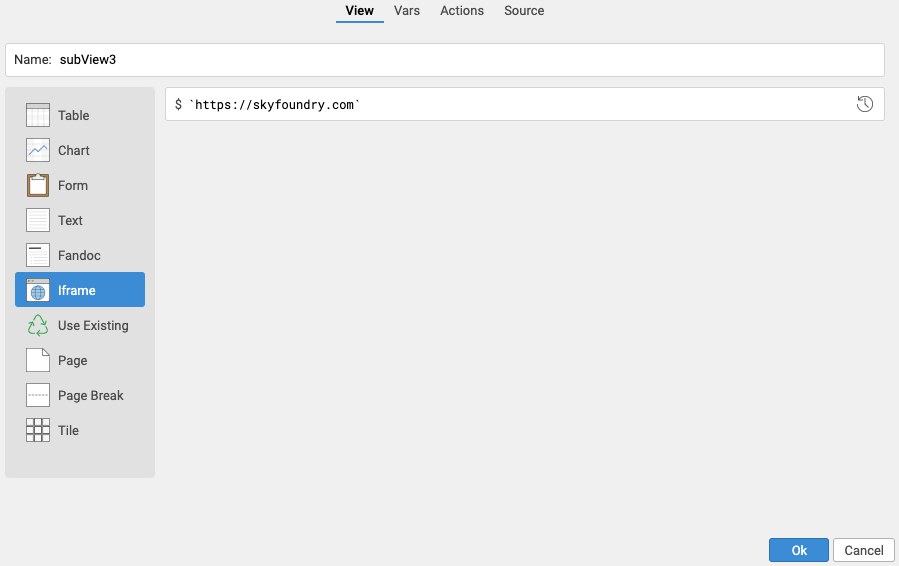 View Vars Actions Source
Name: subView3
$ `https://skyfoundry.com`
Table
Chart
Form
Text
Fandoc
Iframe
Use Existing
Page
Page Break
Tile
Ok Cancel